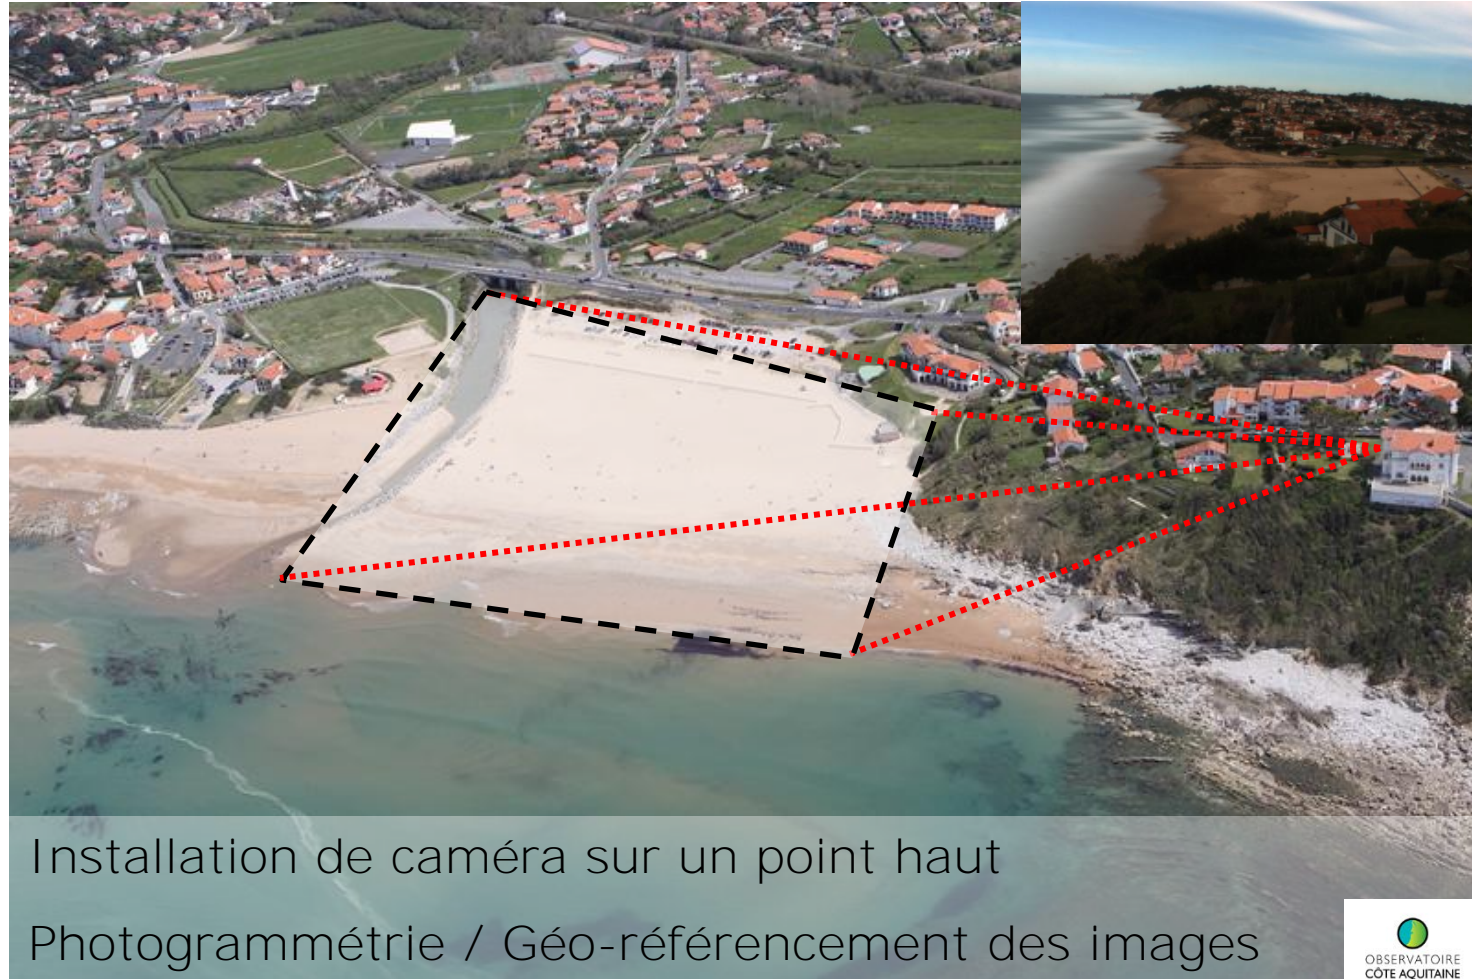 Installation de caméra sur un point haut
Photogrammétrie / Géo-référencement des images
OBSERVATOIRE
CÔTE AQUITAINE